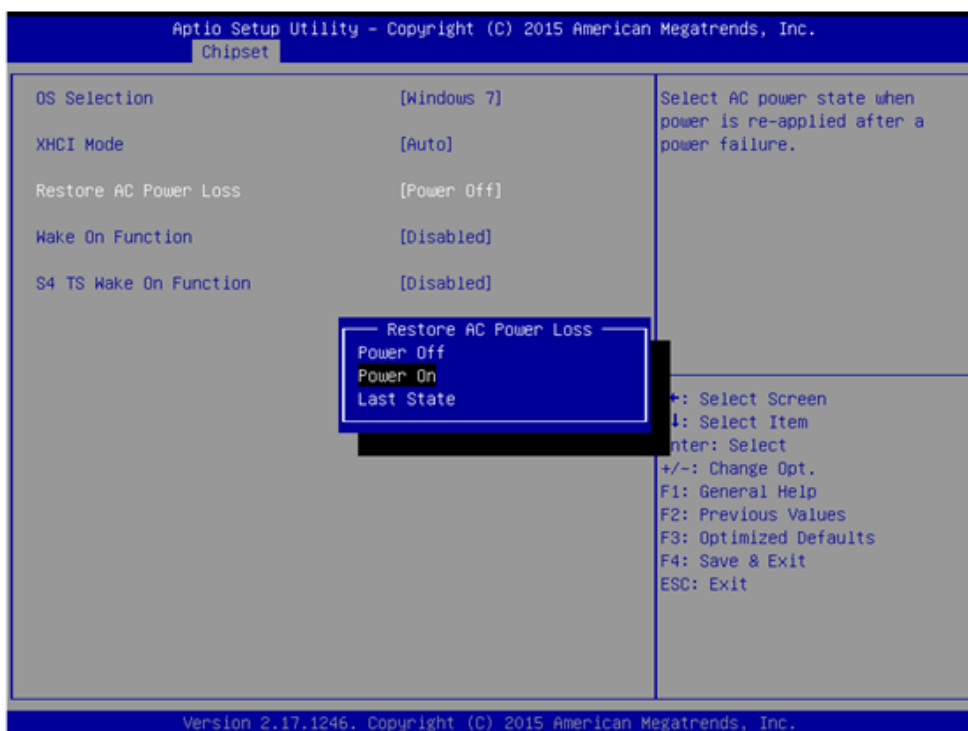 Aptio Setup Utility – Copyright (C) 2015 American Megatrends, Inc.
Chipset
OS Selection [Windows 7]
XHCI Mode [Auto]
Restore AC Power Loss [Power Off]
Wake On Function [Disabled]
S4 TS Wake On Function [Disabled]
Select AC power state when
power is re-applied after a
power failure.
Restore AC Power Loss
Power Off
Power On
Last State
: Select Screen
: Select Item
nter: Select
+/-: Change Opt.
F1: General Help
F2: Previous Values
F3: Optimized Defaults
F4: Save & Exit
ESC: Exit
Version 2.17.1246. Copyright (C) 2015 American Megatrends, Inc.